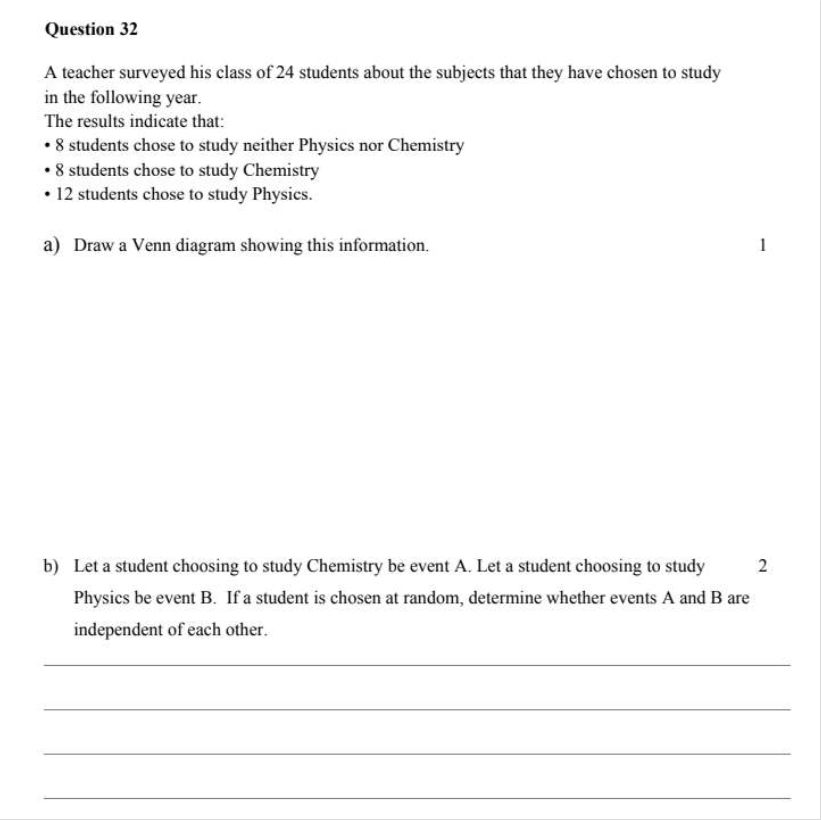 Question 32
A teacher surveyed his class of 24 students about the subjects that they have chosen to study
in the following year.
The results indicate that:
• 8 students chose to study neither Physics nor Chemistry
• 8 students chose to study Chemistry
• 12 students chose to study Physics.
a) Draw a Venn diagram showing this information. 1
b) Let a student choosing to study Chemistry be event A. Let a student choosing to study 2
Physics be event B. If a student is chosen at random, determine whether events A and B are
independent of each other.